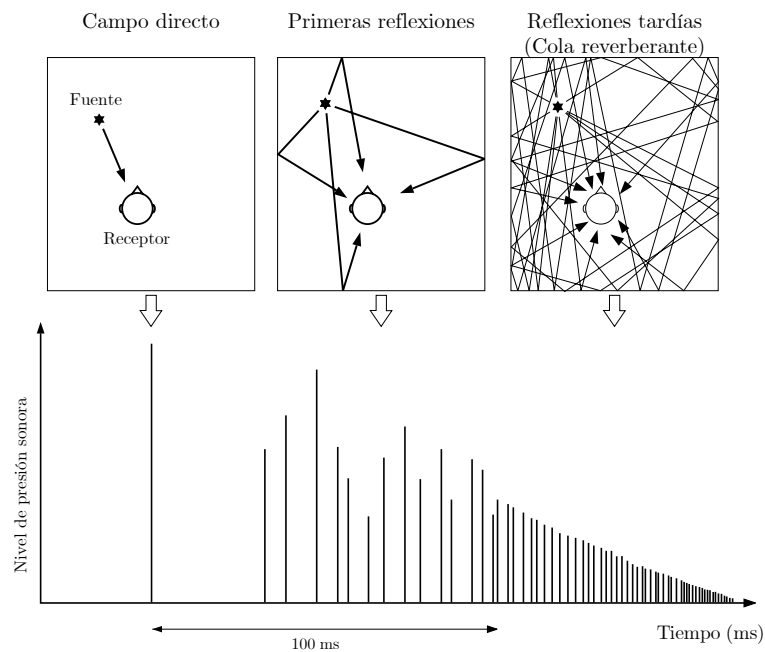 Campo directo
Primeras reflexiones
Reflexiones tardías
(Cola reverberante)
Fuente
Receptor
Nivel de presión sonora
Tiempo (ms)
100 ms